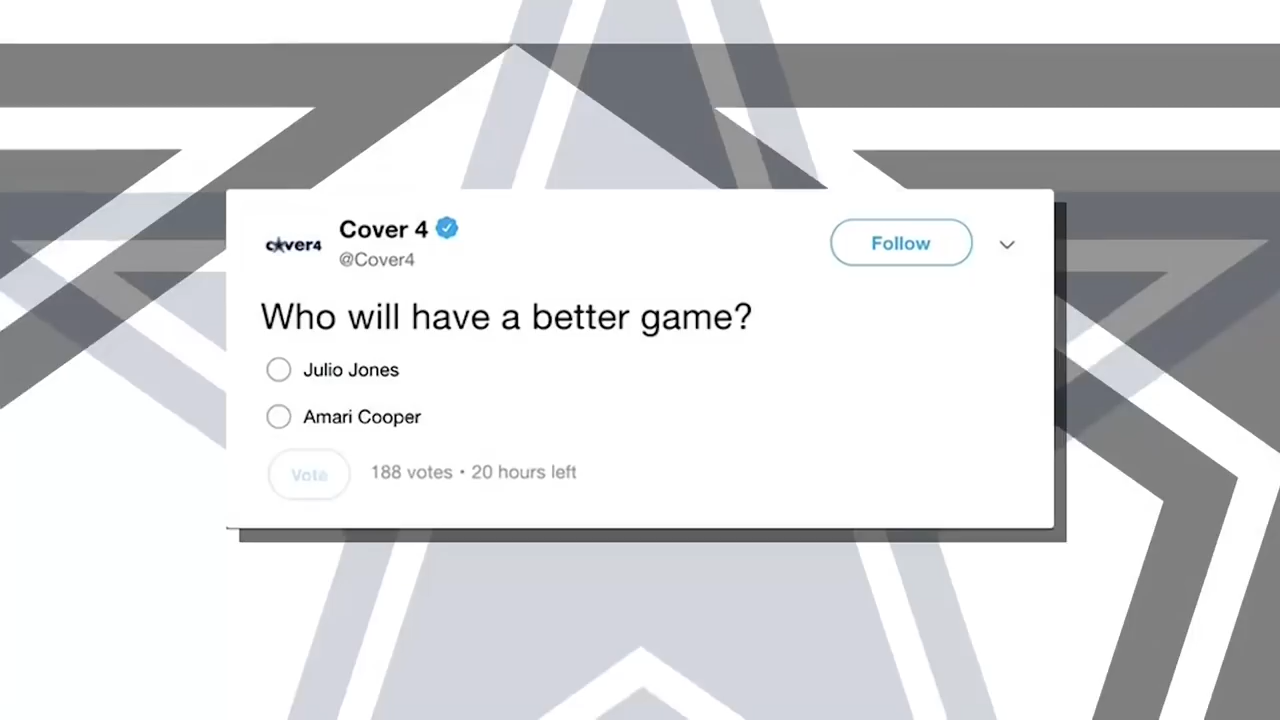 cover4
Cover 4
@Cover4
Follow
Who will have a better game?
Julio Jones
Amari Cooper
Vote
188 votes • 20 hours left